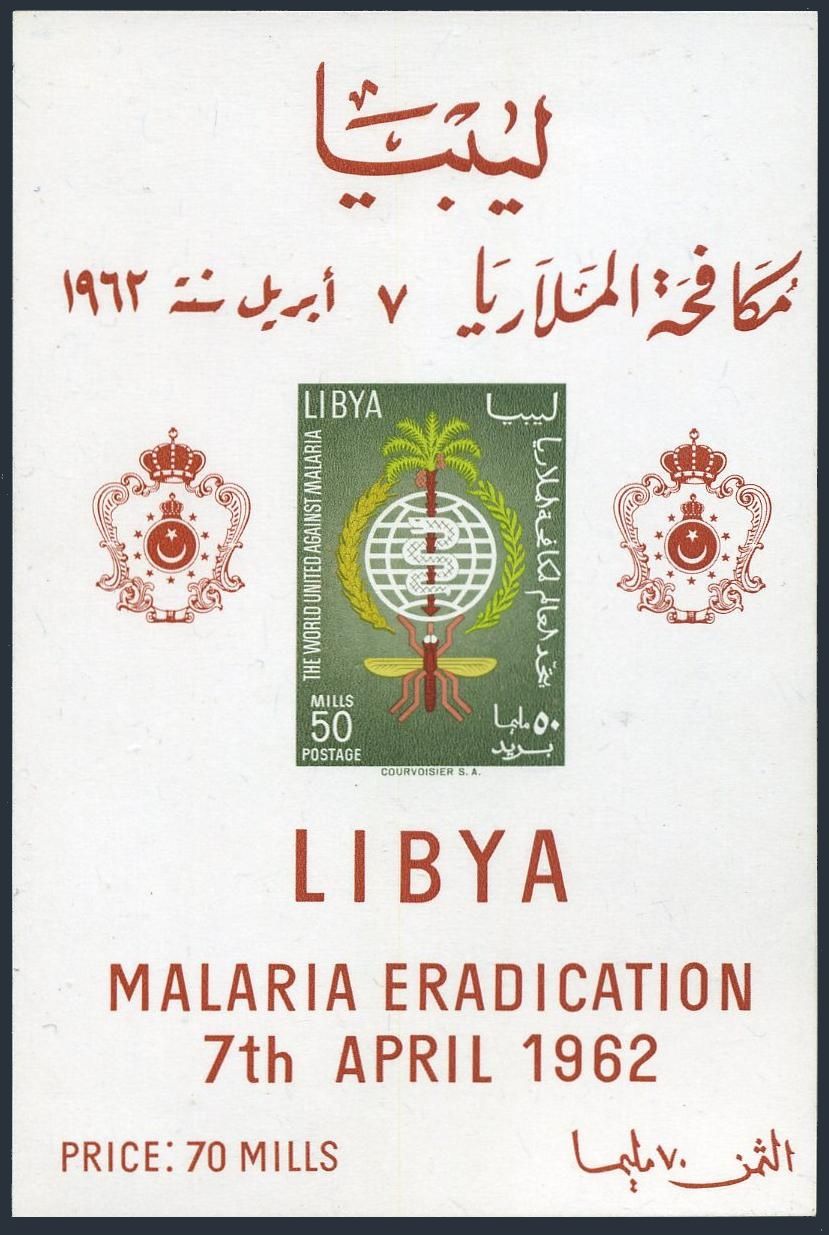 ليبيا
مكافحة الملاريا ٧ أبريل سنة ١٩٦٢
LIBYA ليبيا
THE WORLD UNITED AGAINST MALARIA
يتحد العالم لمكافحة الملاريا
MILLS
50
POSTAGE
٥٠ مليما
بريد
COURVOISIER S. A.
LIBYA
MALARIA ERADICATION
7th APRIL 1962
PRICE: 70 MILLS الثمن ٧٠ مليما